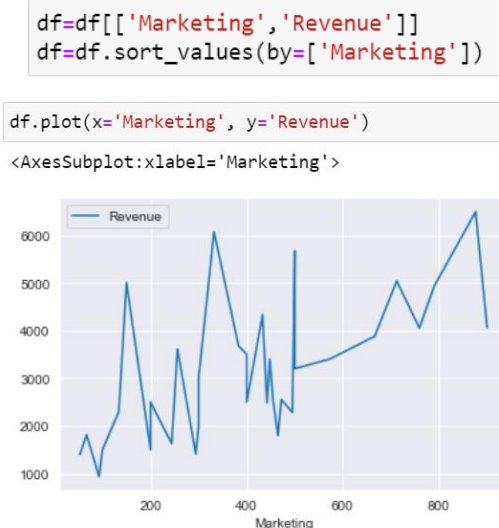 df=df[['Marketing','Revenue']]
df=df.sort_values(by=['Marketing'])
df.plot(x='Marketing', y='Revenue')
<AxesSubplot:xlabel='Marketing'>
Revenue
6000
5000
4000
3000
2000
1000
200 400 600 800
Marketing